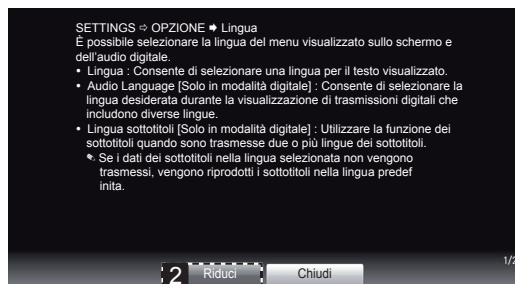 SETTINGS ⇨ OPZIONE ➡ Lingua
È possibile selezionare la lingua del menu visualizzato sullo schermo e
dell'audio digitale.
• Lingua : Consente di selezionare una lingua per il testo visualizzato.
• Audio Language [Solo in modalità digitale] : Consente di selezionare la
lingua desiderata durante la visualizzazione di trasmissioni digitali che
includono diverse lingue.
• Lingua sottotitoli [Solo in modalità digitale] : Utilizzare la funzione dei
sottotitoli quando sono trasmesse due o più lingue dei sottotitoli.
✎ Se i dati dei sottotitoli nella lingua selezionata non vengono
trasmessi, vengono riprodotti i sottotitoli nella lingua predef
inita.
1/2
2 Riduci Chiudi